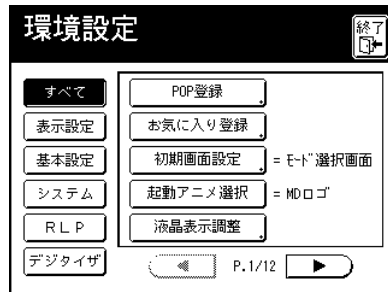 環境設定
終了
すべて
表示設定
基本設定
システム
RLP
デジタイザ
POP登録
お気に入り登録
初期画面設定 = ﾓｰﾄﾞ選択画面
起動アニメ選択 = MDロゴ
液晶表示調整
P.1/12